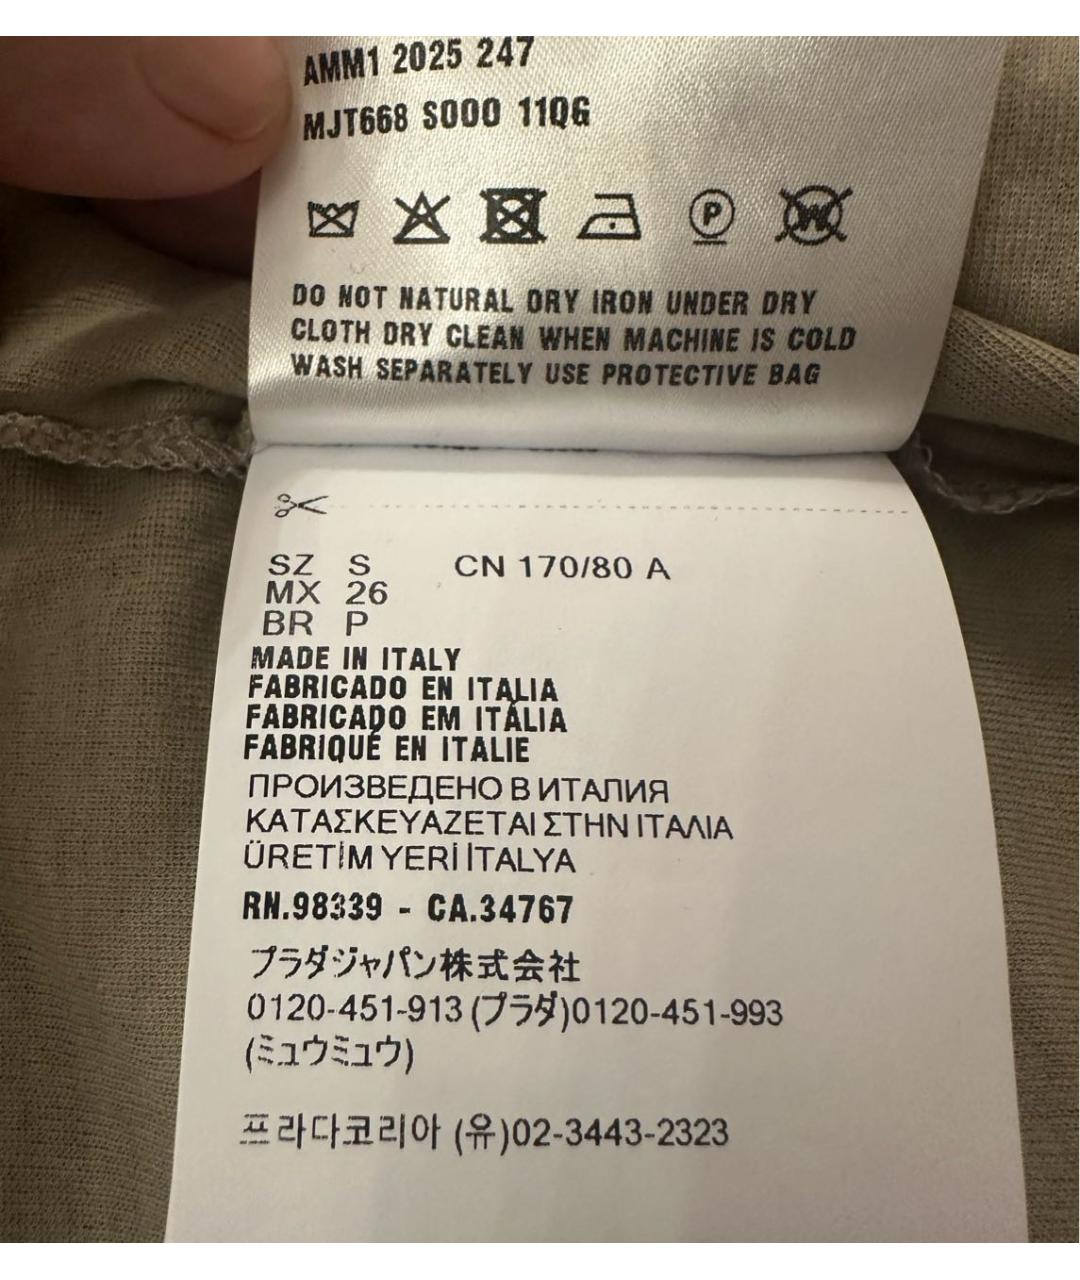 AMM1 2025 247
MJT668 S000 11QG
P W
DO NOT NATURAL DRY IRON UNDER DRY
CLOTH DRY CLEAN WHEN MACHINE IS COLD
WASH SEPARATELY USE PROTECTIVE BAG
SZ S CN 170/80 A
MX 26
BR P
MADE IN ITALY
FABRICADO EN ITALIA
FABRICADO EM ITÁLIA
FABRIQUÉ EN ITALIE
ПРОИЗВЕДЕНО В ИТАЛИЯ
ΚΑΤΑΣΚΕΥΑΖΕΤΑΙ ΣΤΗΝ ΙΤΑΛΙΑ
ÜRETİM YERİ İTALYA
RN.98339 - CA.34767
プラダジャパン株式会社
0120-451-913 (プラダ)0120-451-993
(ミュウミュウ)
프라다코리아 (유)02-3443-2323